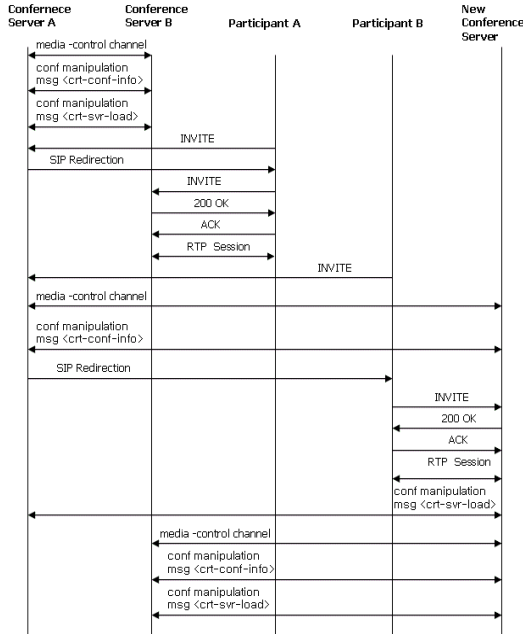 Confernece
Server A
Conference
Server B
Participant A
Participant B
New
Conference
Server
media -control channel
conf manipulation
msg <crt-conf-info>
conf manipulation
msg <crt-svr-load>
INVITE
SIP Redirection
INVITE
200 OK
ACK
RTP Session
INVITE
media -control channel
conf manipulation
msg <crt-conf-info>
SIP Redirection
INVITE
200 OK
ACK
RTP Session
conf manipulation
msg <crt-svr-load>
media -control channel
conf manipulation
msg <crt-conf-info>
conf manipulation
msg <crt-svr-load>